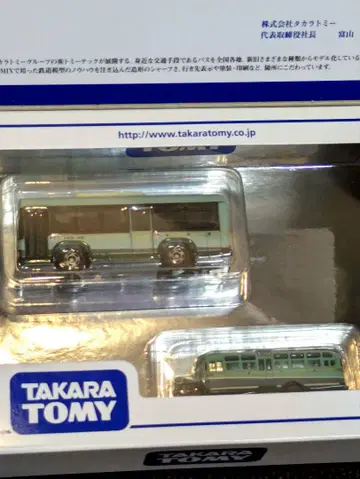 株式会社タカラトミー
代表取締役社長 富山
カラトミーグループの㈱トミーテックが展開する、身近な交通手段であるバスを全国各地、新旧さまざまな種類からモデル化している
OMIXで培った鉄道模型のノウハウを注ぎ込んだ造形のシャープさ、行き先表示や塗装・印刷など、随所にこだわっています。
http://www.takaratomy.co.jp
TAKARA
TOMY
TAKARA
TOMY